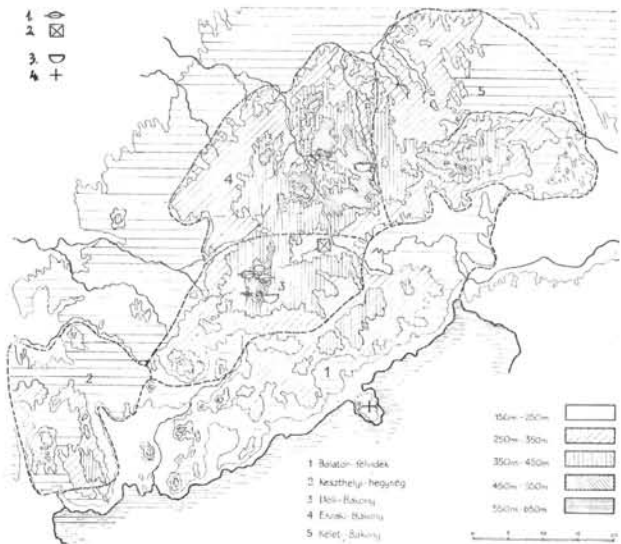 1.
2.
3.
4.
5
4
3
2
1
150m - 250m
250m - 350m
350m - 450m
450m - 550m
550m - 650m
1 Balaton-felvidék
2 Keszthelyi-hegység
3 Déli-Bakony
4 Északi-Bakony
5 Keleti-Bakony